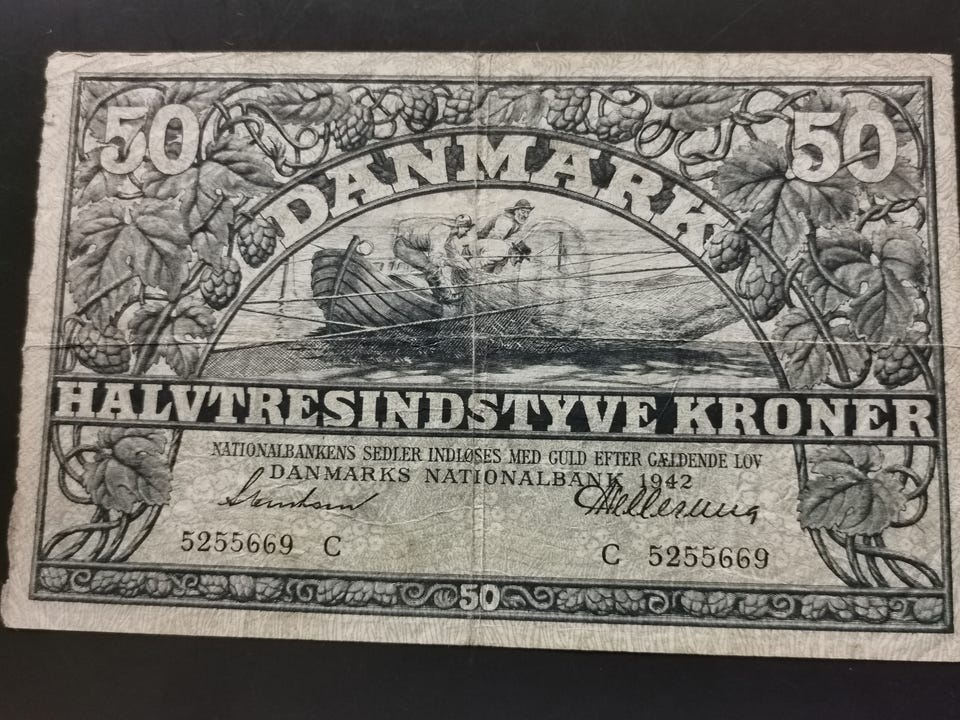 50 50
DANMARK
HALVTRESINDSTYVE KRONER
NATIONALBANKENS SEDLER INDLØSES MED GULD EFTER GÆLDENDE LOV
DANMARKS NATIONALBANK 1942
5255669 C C 5255669
50